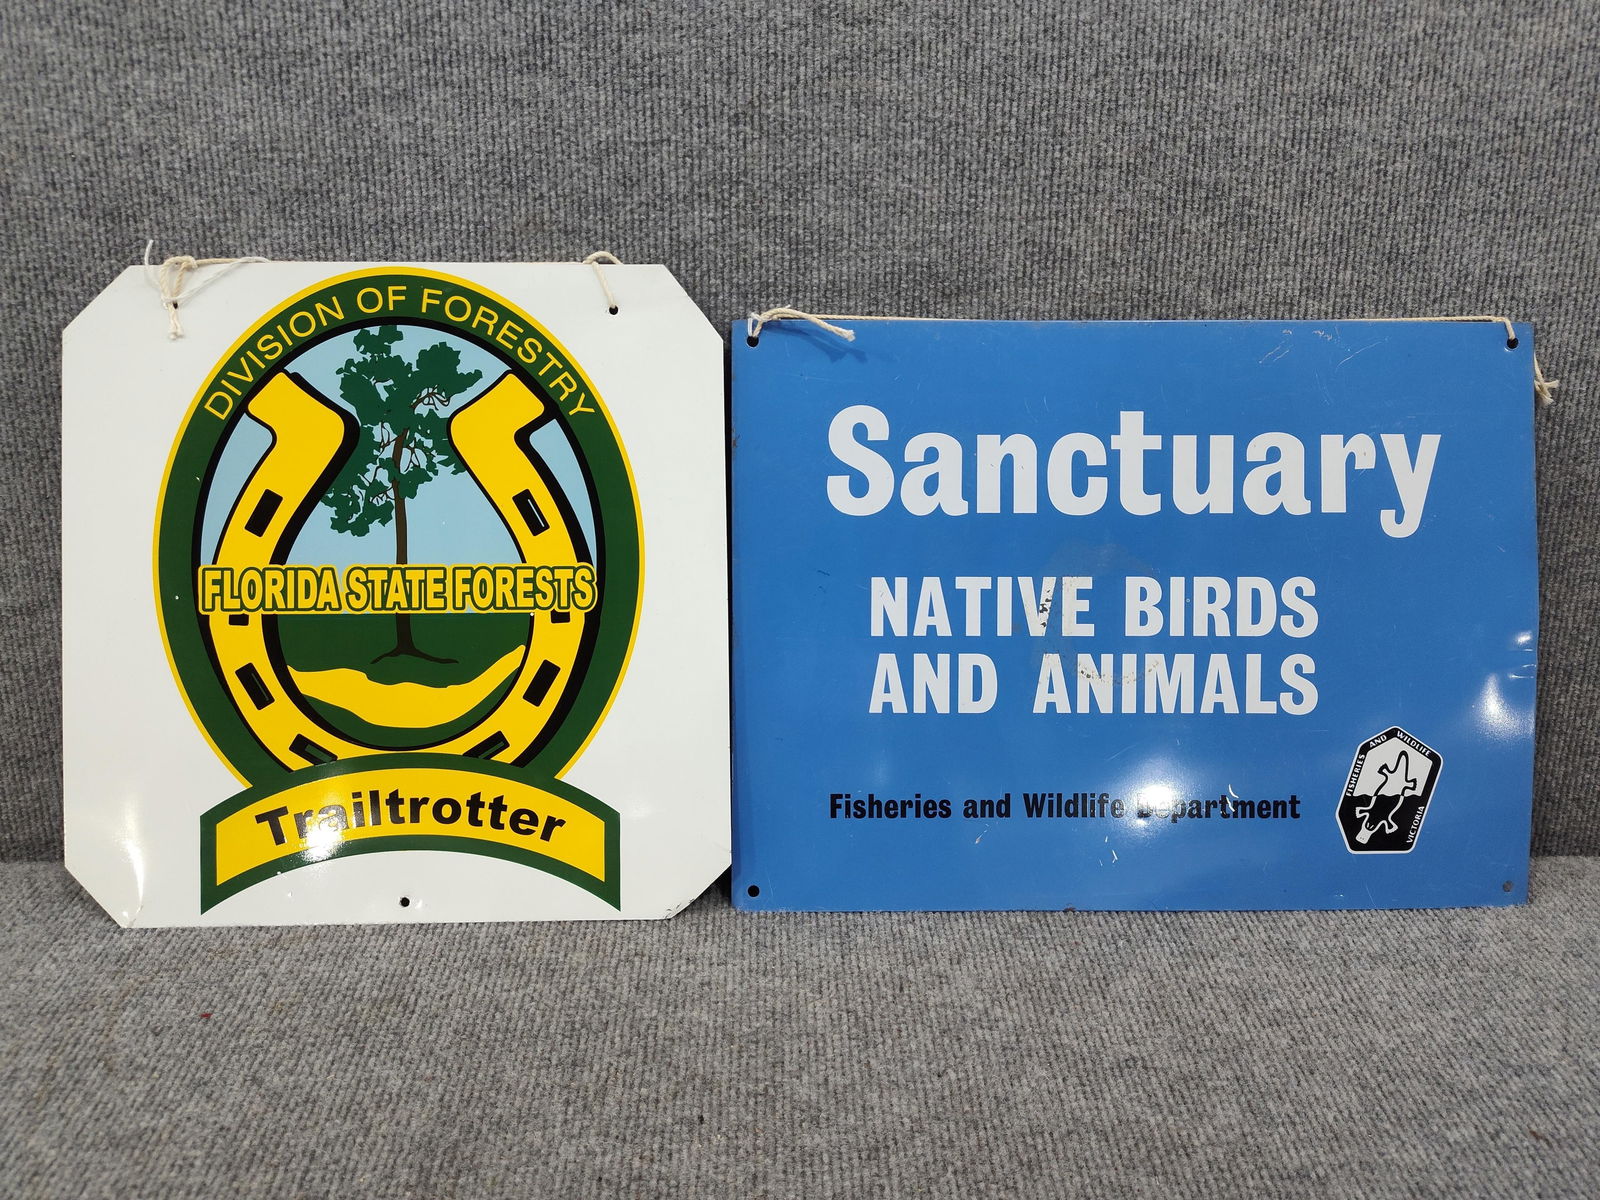 DIVISION OF FORESTRY
FLORIDA STATE FORESTS
Trailtrotter
Sanctuary
NATIVE BIRDS
AND ANIMALS
Fisheries and Wildlife Department
FISHERIES AND WILDLIFE
VICTORIA